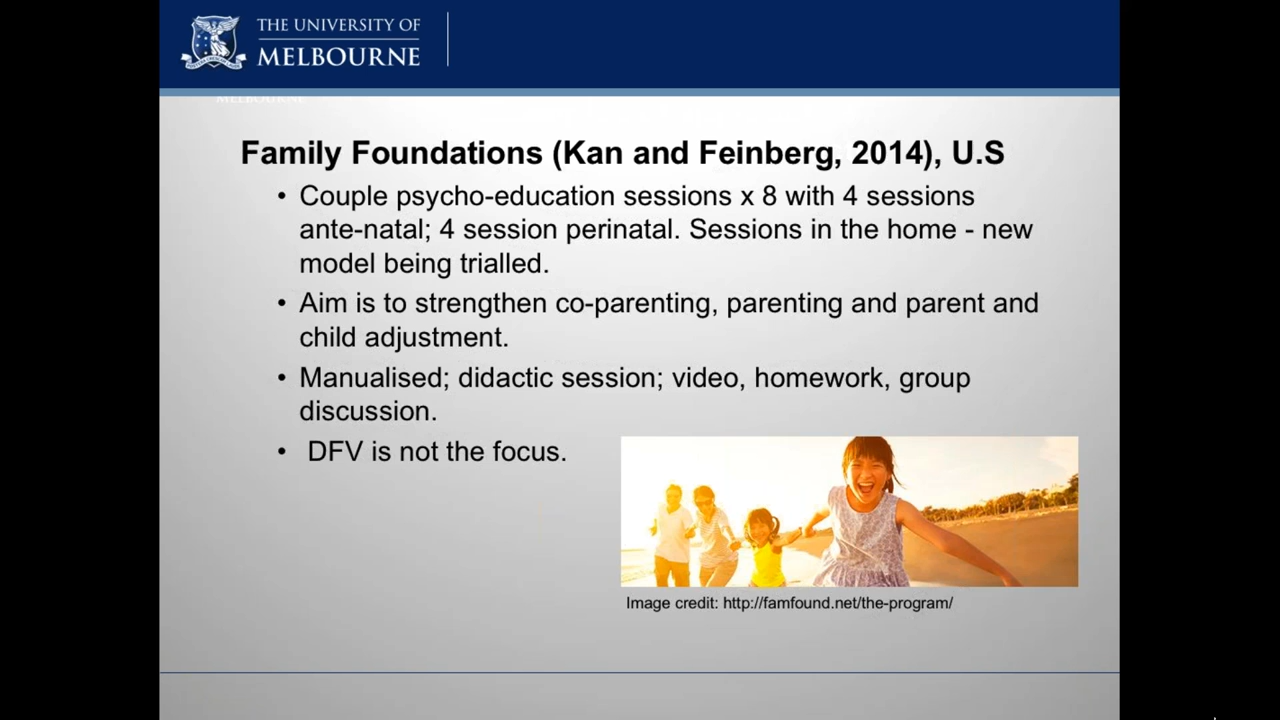 THE UNIVERSITY OF
MELBOURNE
MELBOURNE
Family Foundations (Kan and Feinberg, 2014), U.S
• Couple psycho-education sessions x 8 with 4 sessions
ante-natal; 4 session perinatal. Sessions in the home - new
model being trialled.
• Aim is to strengthen co-parenting, parenting and parent and
child adjustment.
• Manualised; didactic session; video, homework, group
discussion.
• DFV is not the focus.
Image credit: http://famfound.net/the-program/